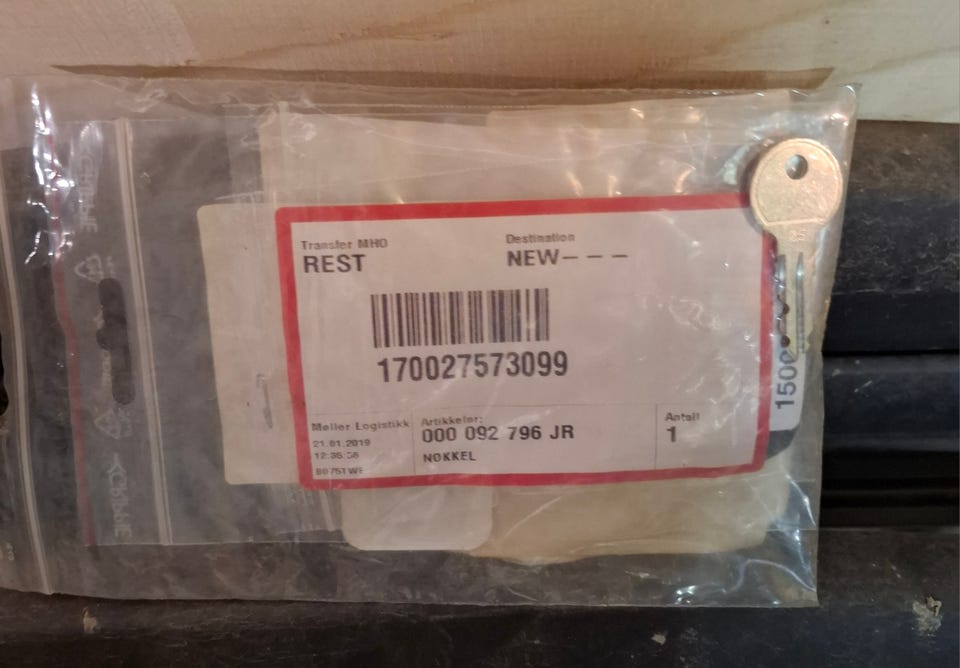 Transfer MHO
REST
Destination
NEW– – –
170027573099
Møller Logistikk
21.01.2019
Artikkelnr:
000 092 796 JR
NØKKEL
Antall
1